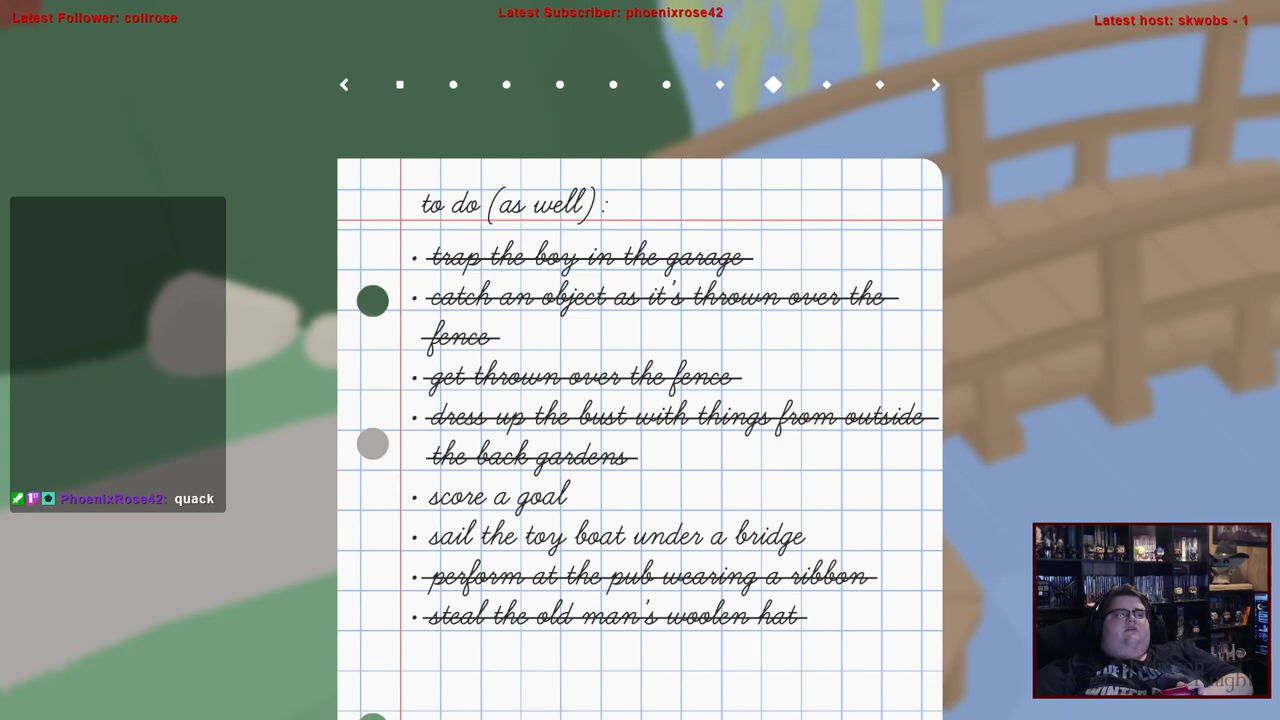 Latest Follower: collrose
Latest Subscriber: phoenixrose42
Latest host: skwobs - 1
to do (as well) :
• trap the boy in the garage
• catch an object as it's thrown over the
fence
• get thrown over the fence
• dress up the bust with things from outside
the back gardens
• score a goal
• sail the toy boat under a bridge
• perform at the pub wearing a ribbon
• steal the old man's woolen hat
PhoenixRose42: quack
WINTER